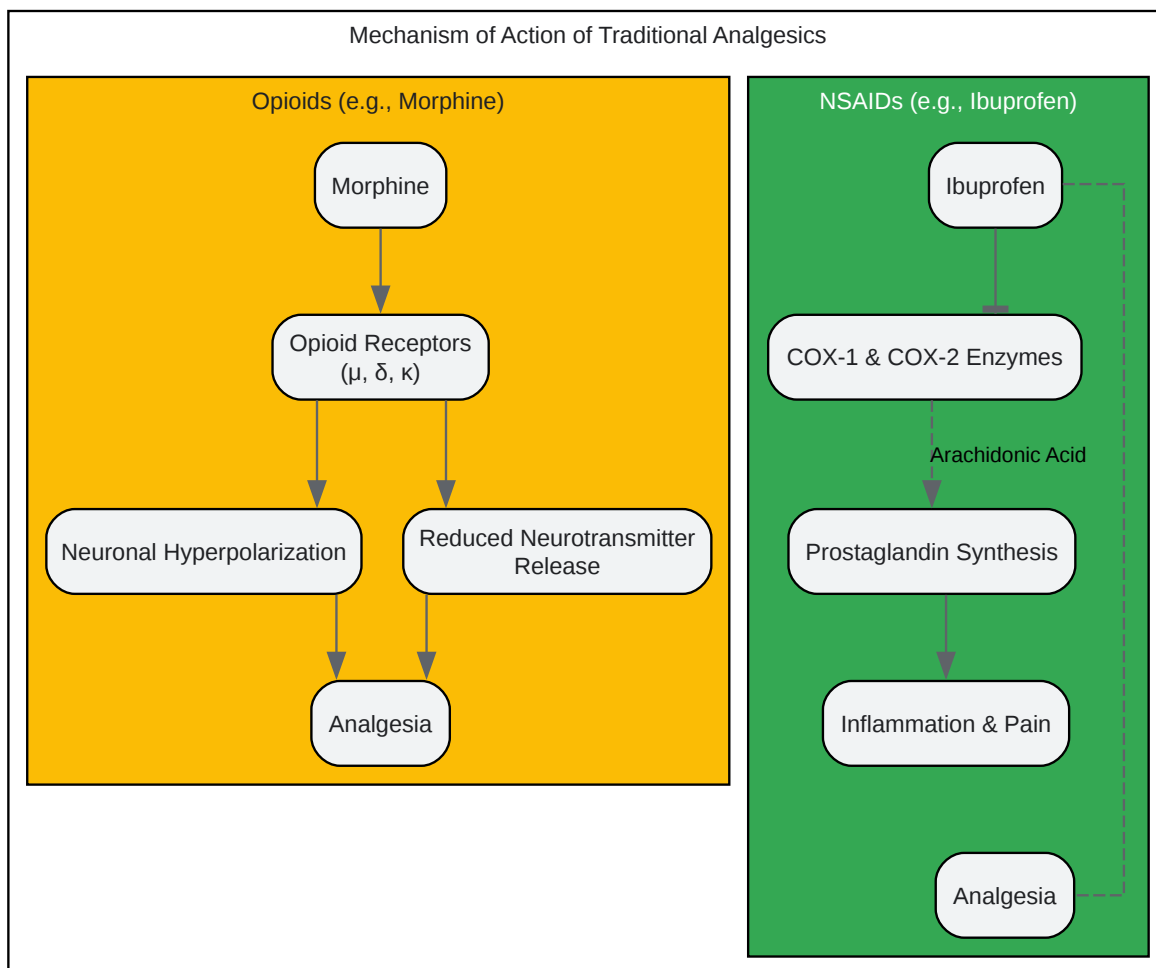 Mechanism of Action of Traditional Analgesics
Opioids (e.g., Morphine)
Morphine
Opioid Receptors
(μ, δ, κ)
Neuronal Hyperpolarization
Reduced Neurotransmitter
Release
Analgesia
NSAIDs (e.g., Ibuprofen)
Ibuprofen
COX-1 & COX-2 Enzymes
Arachidonic Acid
Prostaglandin Synthesis
Inflammation & Pain
Analgesia